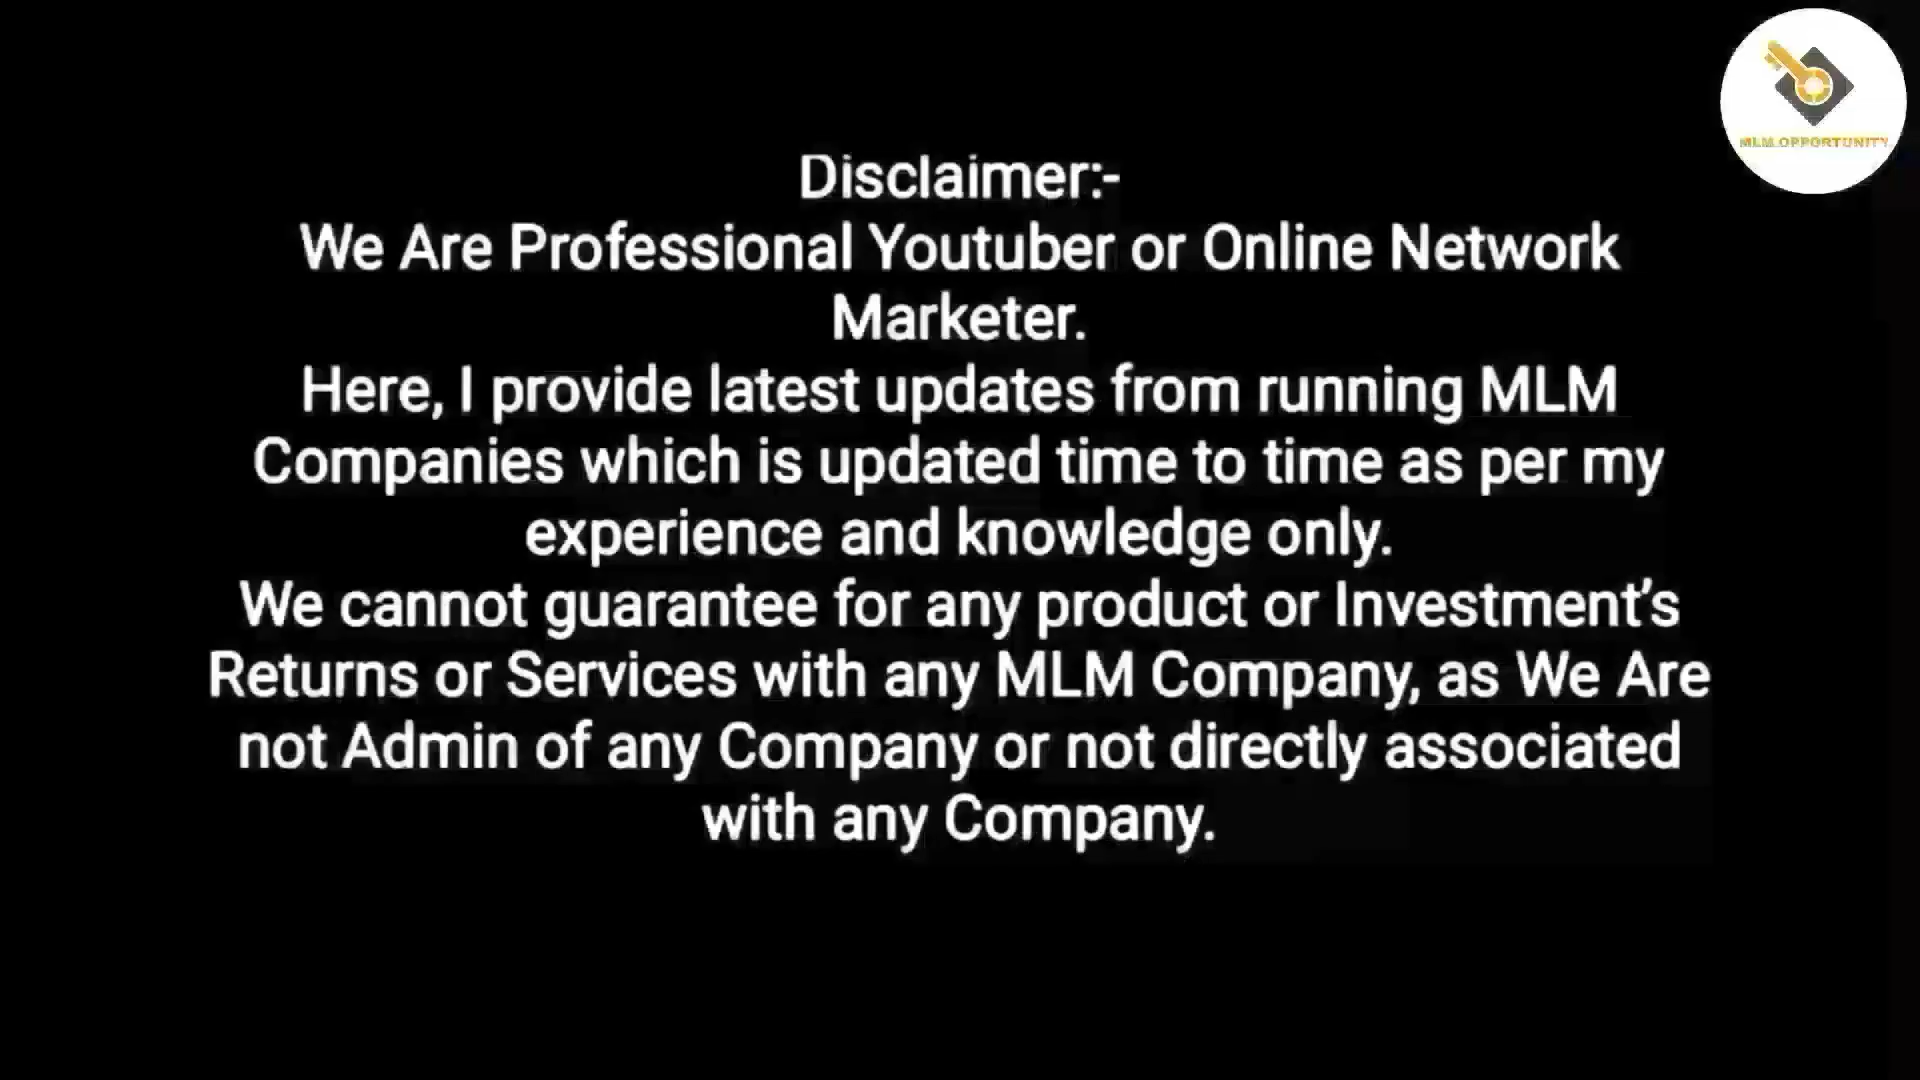 MLM OPPORTUNITY
Disclaimer:-
We Are Professional Youtuber or Online Network
Marketer.
Here, I provide latest updates from running MLM
Companies which is updated time to time as per my
experience and knowledge only.
We cannot guarantee for any product or Investment’s
Returns or Services with any MLM Company, as We Are
not Admin of any Company or not directly associated
with any Company.